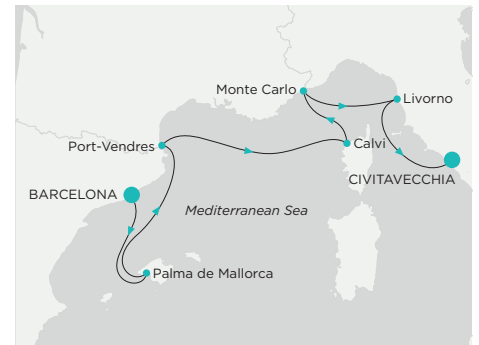 Monte Carlo
Livorno
Port-Vendres
Calvi
CIVITAVECCHIA
BARCELONA
Mediterranean Sea
Palma de Mallorca